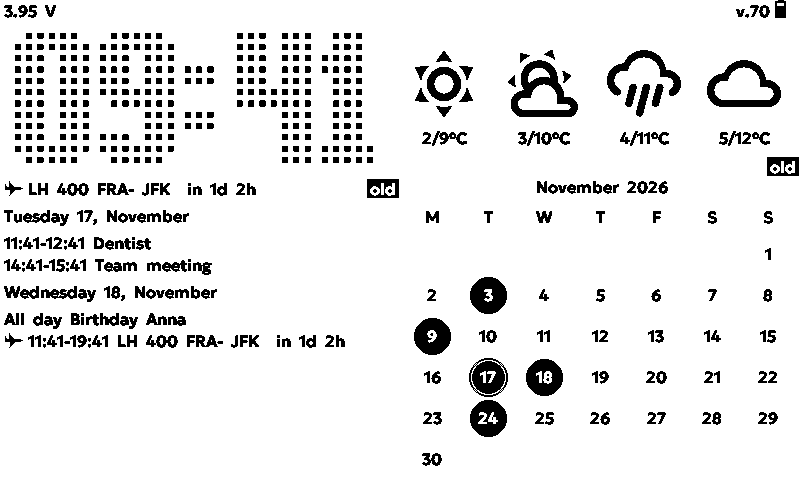 3.95 V
v.70
09:41
2/9°C 3/10°C 4/11°C 5/12°C
old
LH 400 FRA- JFK in 1d 2h old
Tuesday 17, November
11:41-12:41 Dentist
14:41-15:41 Team meeting
Wednesday 18, November
All day Birthday Anna
11:41-19:41 LH 400 FRA- JFK in 1d 2h
November 2026
M T W T F S S
1
2 3 4 5 6 7 8
9 10 11 12 13 14 15
16 17 18 19 20 21 22
23 24 25 26 27 28 29
30